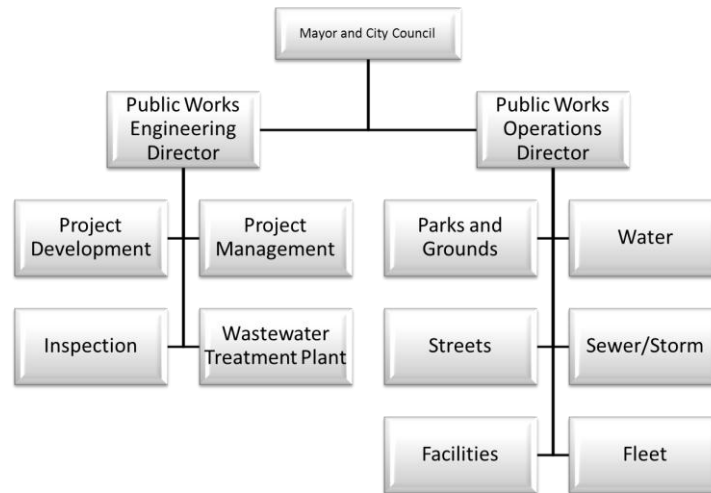 Mayor and City Council
Public Works
Engineering
Director
Public Works
Operations
Director
Project
Development
Project
Management
Parks and
Grounds
Water
Inspection
Wastewater
Treatment Plant
Streets
Sewer/Storm
Facilities
Fleet